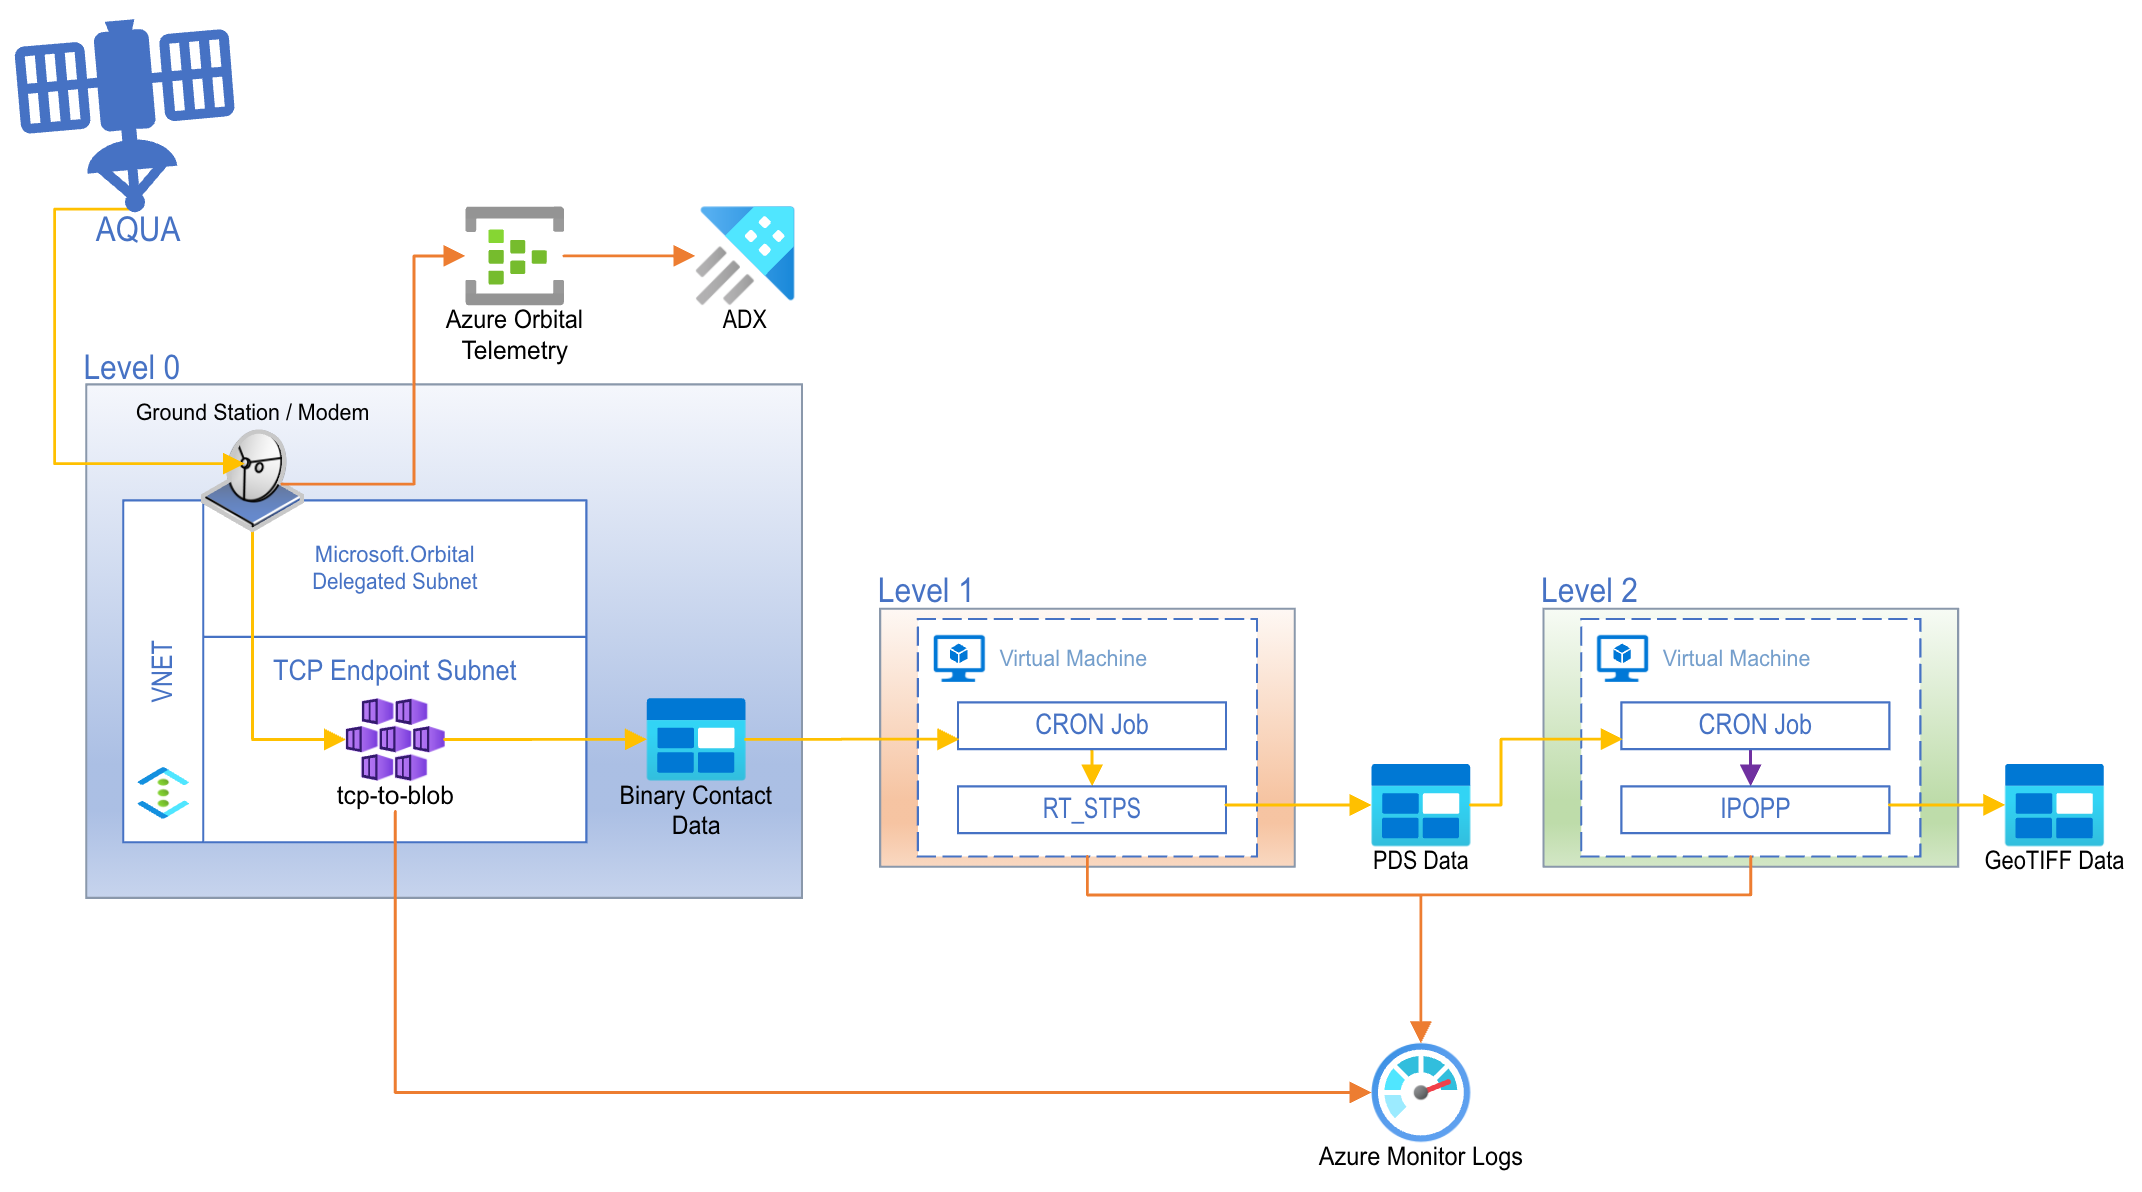 AQUA
Azure Orbital
Telemetry
ADX
Level 0
Ground Station / Modem
Microsoft.Orbital
Delegated Subnet
VNET
TCP Endpoint Subnet
tcp-to-blob
Binary Contact
Data
Level 1
Virtual Machine
CRON Job
RT_STPS
PDS Data
Level 2
Virtual Machine
CRON Job
IPOPP
GeoTIFF Data
Azure Monitor Logs